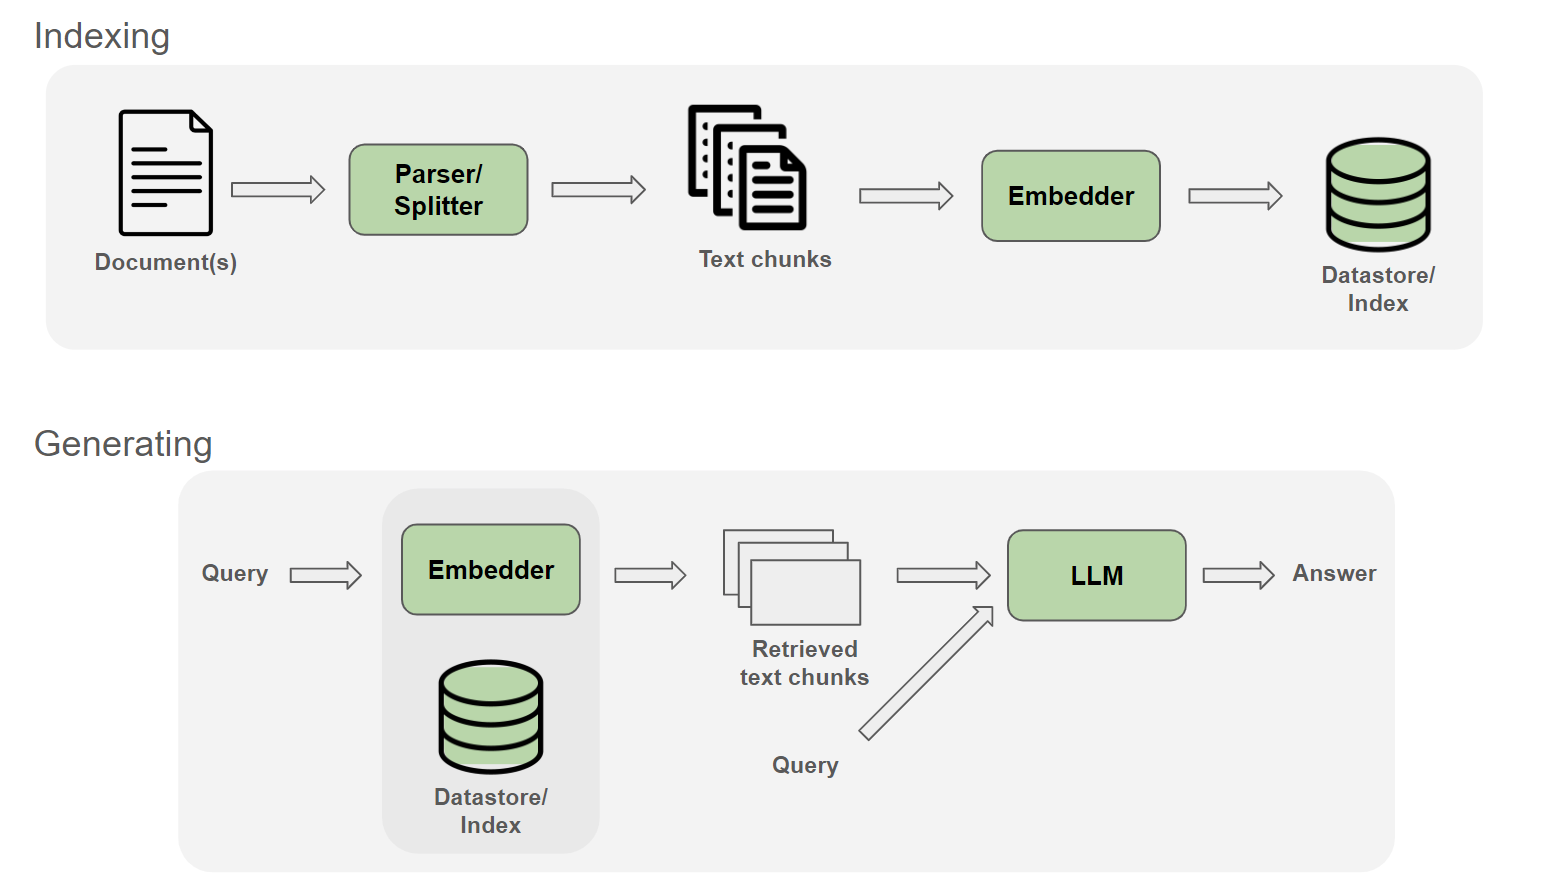 Indexing
Parser/
Splitter
Embedder
Document(s)
Text chunks
Datastore/
Index
Generating
Query
Embedder
LLM
Answer
Retrieved
text chunks
Query
Datastore/
Index